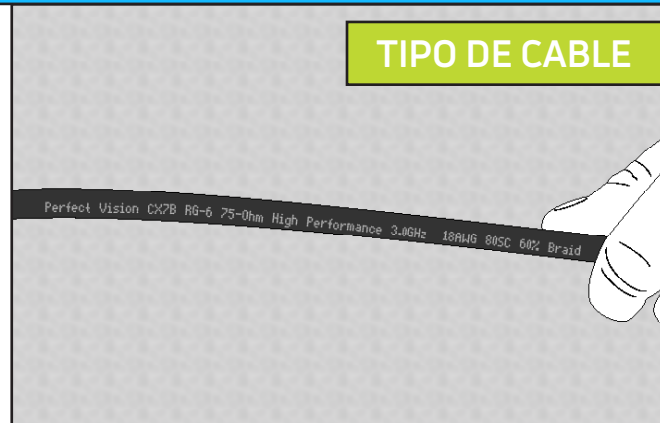 TIPO DE CABLE
Perfect Vision CX7B RG-6 75-Ohm High Performance 3.0GHz 18AWG 80SC 60% Braid